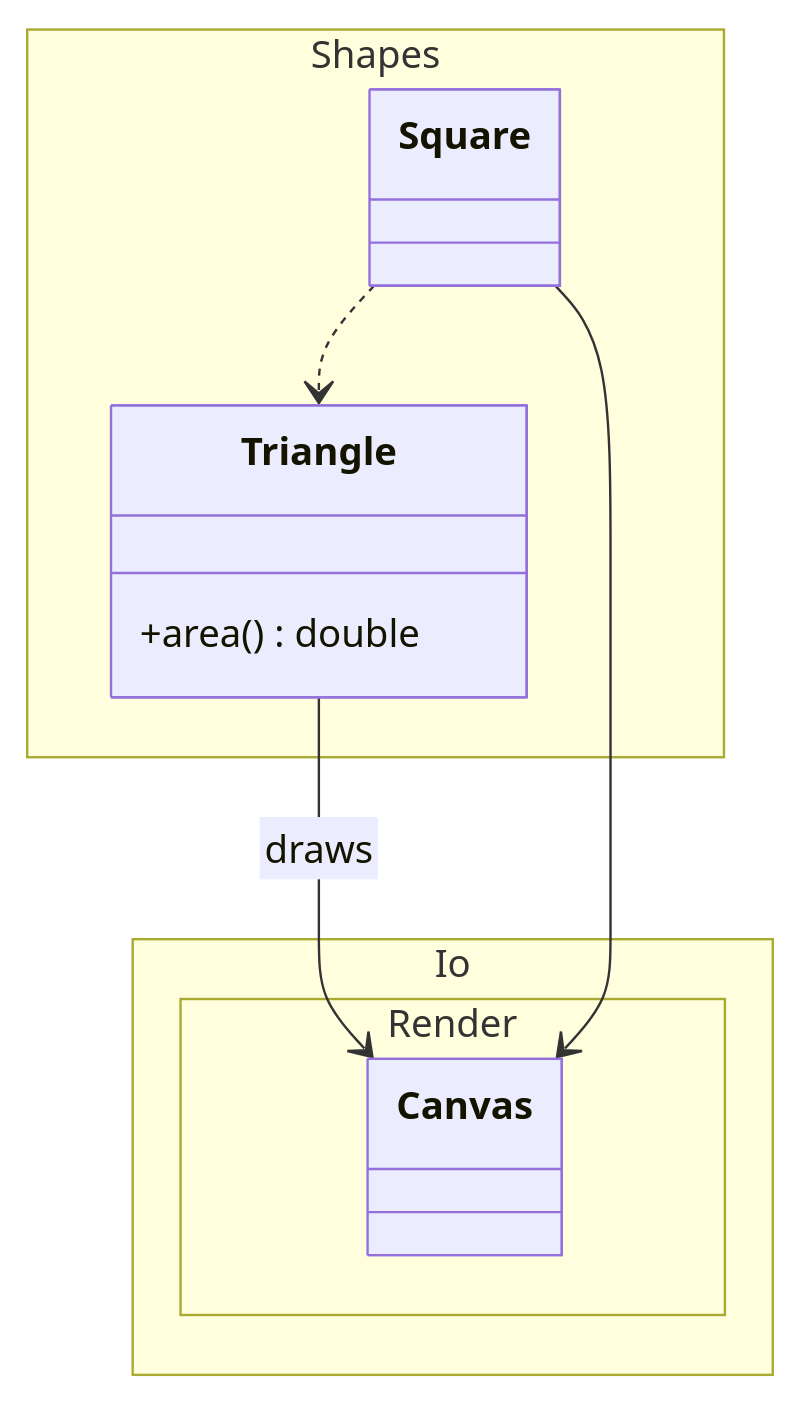 Shapes
Square
Triangle
+area() : double
draws
Io
Render
Canvas